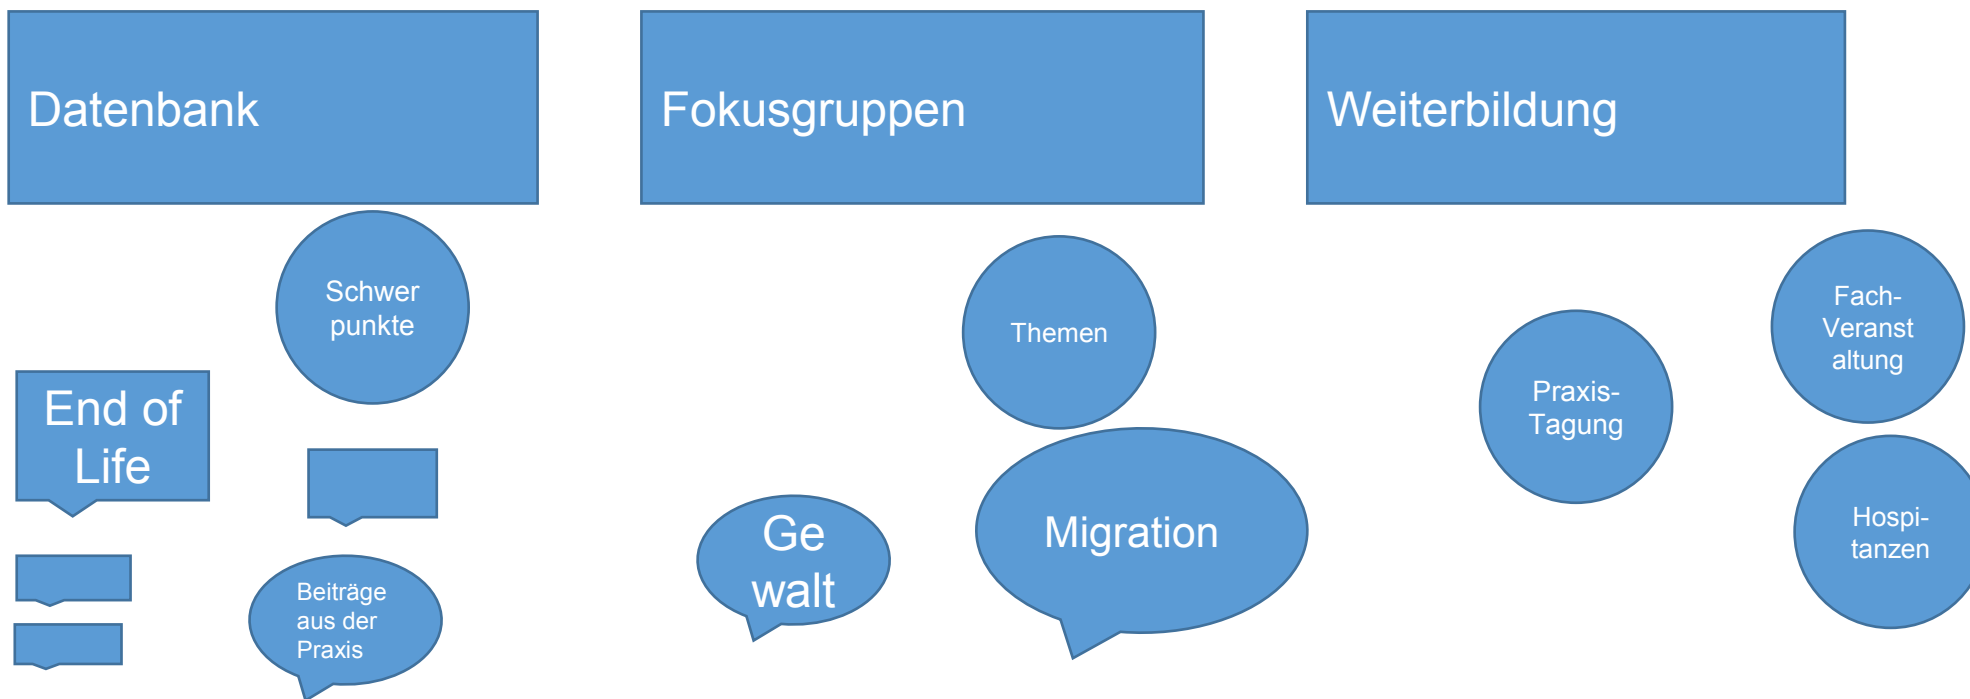 Datenbank
Fokusgruppen
Weiterbildung
Schwer
punkte
End of
Life
Beiträge
aus der
Praxis
Themen
Ge
walt
Migration
Praxis-
Tagung
Fach-
Veranst
altung
Hospi-
tanzen